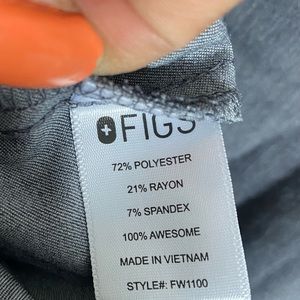 FIGS
72% POLYESTER
21% RAYON
7% SPANDEX
100% AWESOME
MADE IN VIETNAM
STYLE#: FW1100